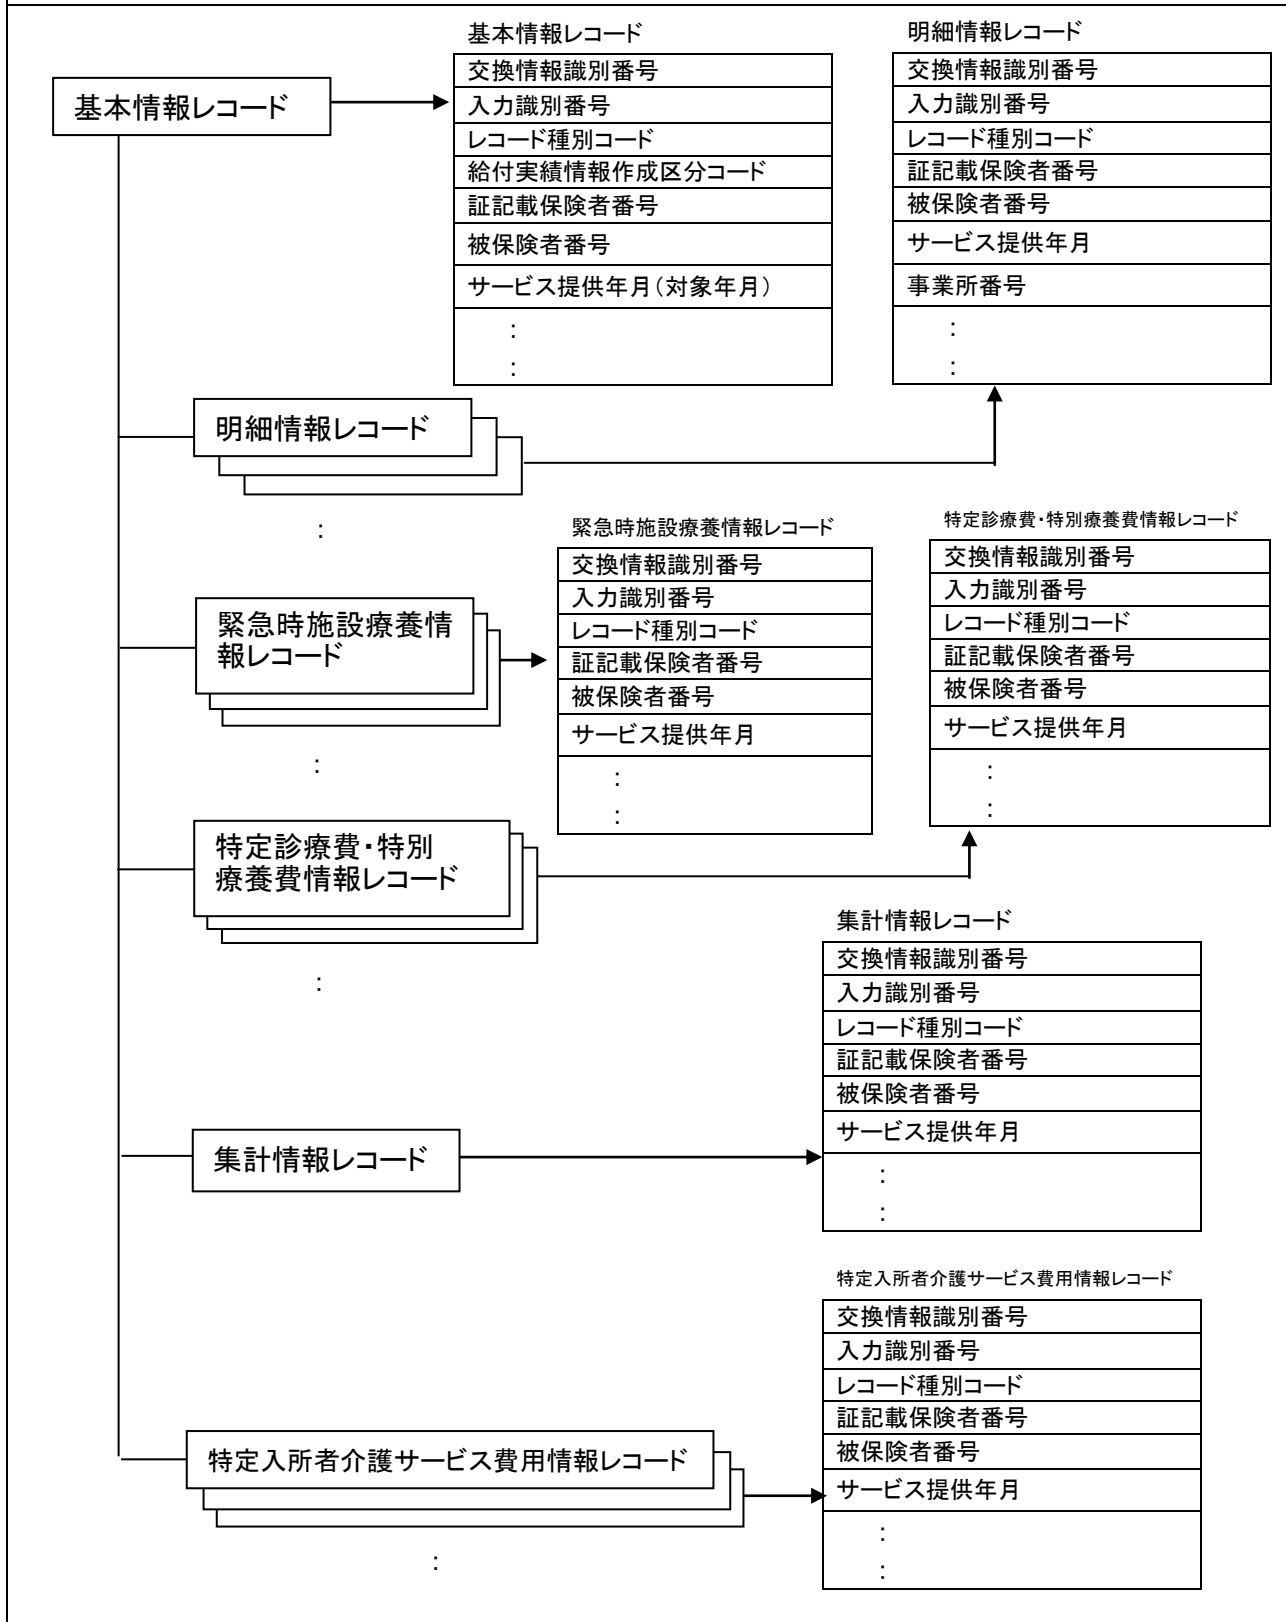 基本情報レコード
基本情報レコード
交換情報識別番号
入力識別番号
レコード種別コード
給付実績情報作成区分コード
証記載保険者番号
被保険者番号
サービス提供年月(対象年月)
:
:
明細情報レコード
交換情報識別番号
入力識別番号
レコード種別コード
証記載保険者番号
被保険者番号
サービス提供年月
事業所番号
:
:
明細情報レコード
:
緊急時施設療養情報レコード
交換情報識別番号
入力識別番号
レコード種別コード
証記載保険者番号
被保険者番号
サービス提供年月
:
:
特定診療費・特別療養費情報レコード
交換情報識別番号
入力識別番号
レコード種別コード
証記載保険者番号
被保険者番号
サービス提供年月
:
:
緊急時施設療養情
報レコード
:
特定診療費・特別
療養費情報レコード
:
集計情報レコード
交換情報識別番号
入力識別番号
レコード種別コード
証記載保険者番号
被保険者番号
サービス提供年月
:
:
集計情報レコード
特定入所者介護サービス費用情報レコード
交換情報識別番号
入力識別番号
レコード種別コード
証記載保険者番号
被保険者番号
サービス提供年月
:
:
特定入所者介護サービス費用情報レコード
: